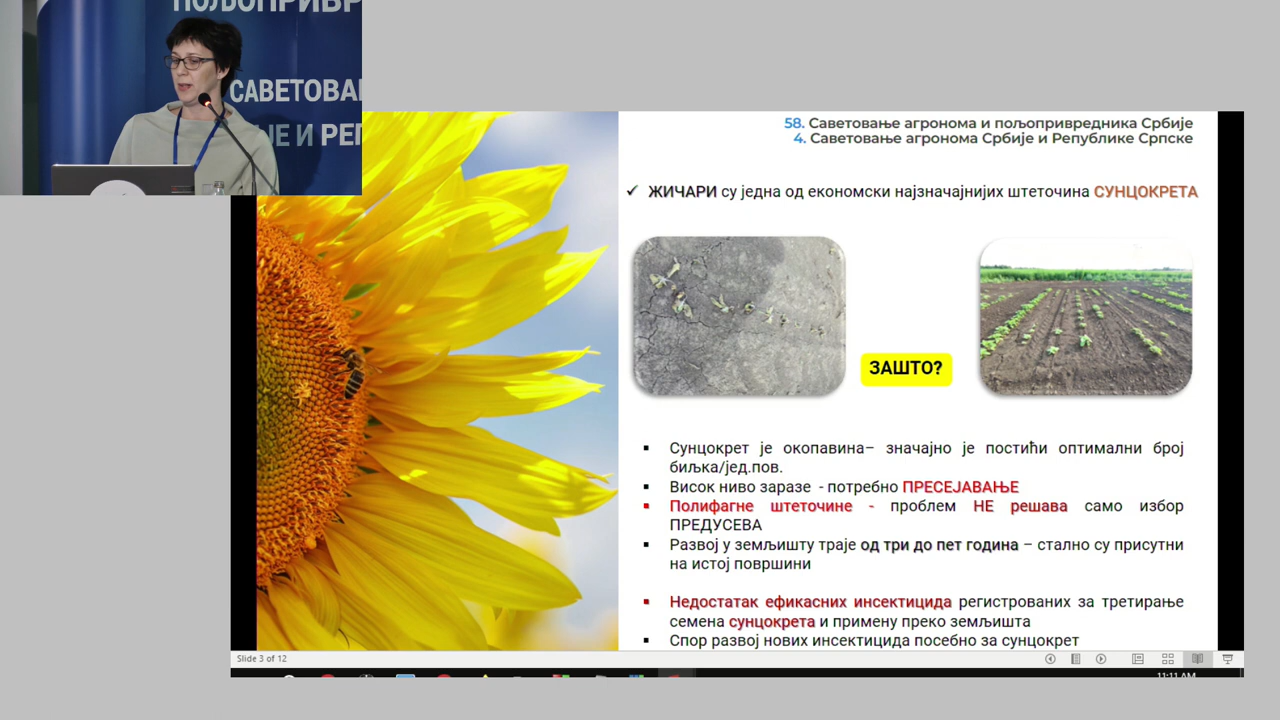 САВЕТОВА
ЈЕ И РЕП
58. Саветовање агронома и пољопривредника Србије
4. Саветовање агронома Србије и Републике Српске
✓ ЖИЧАРИ су једна од економски најзначајнијих штеточина СУНЦОКРЕТА
ЗАШТО?
▪ Сунцокрет је окопавина– значајно је постићи оптимални број
биљка/јед.пов.
▪ Висок ниво заразе - потребно ПРЕСЕЈАВАЊЕ
▪ Полифагне штеточине - проблем НЕ решава само избор
ПРЕДУСЕВА
▪ Развој у земљишту траје од три до пет година – стално су присутни
на истој површини
▪ Недостатак ефикасних инсектицида регистрованих за третирање
семена сунцокрета и примену преко земљишта
▪ Спор развој нових инсектицида посебно за сунцокрет
Slide 3 of 12
11:11 AM